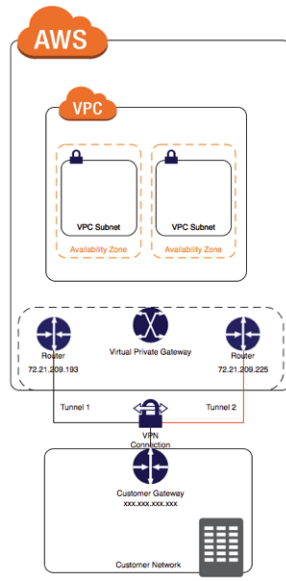 AWS
VPC
VPC Subnet
VPC Subnet
Availability Zone
Availability Zone
Router
72.21.209.193
Virtual Private Gateway
Router
72.21.209.225
Tunnel 1
Tunnel 2
VPN
Connection
Customer Gateway
xxx.xxx.xxx.xxx
Customer Network